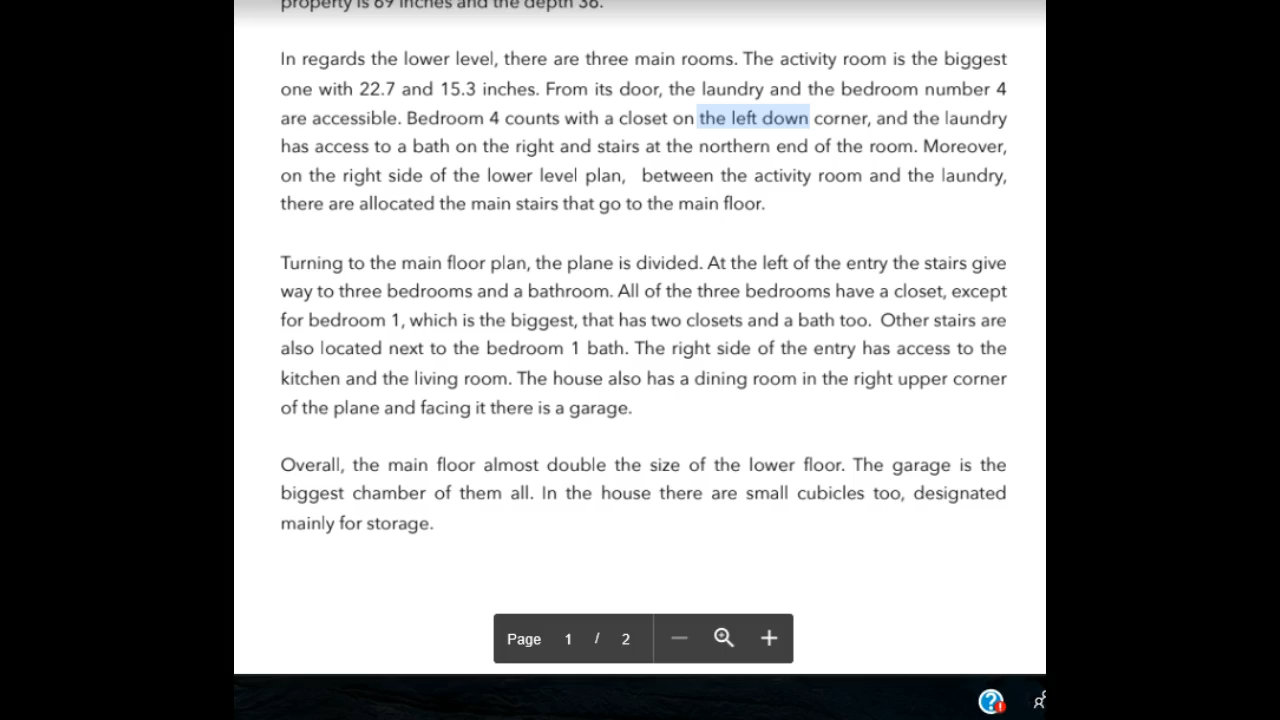 property is 69 inches and the depth 36.
In regards the lower level, there are three main rooms. The activity room is the biggest
one with 22.7 and 15.3 inches. From its door, the laundry and the bedroom number 4
are accessible. Bedroom 4 counts with a closet on the left down corner, and the laundry
has access to a bath on the right and stairs at the northern end of the room. Moreover,
on the right side of the lower level plan, between the activity room and the laundry,
there are allocated the main stairs that go to the main floor.
Turning to the main floor plan, the plane is divided. At the left of the entry the stairs give
way to three bedrooms and a bathroom. All of the three bedrooms have a closet, except
for bedroom 1, which is the biggest, that has two closets and a bath too. Other stairs are
also located next to the bedroom 1 bath. The right side of the entry has access to the
kitchen and the living room. The house also has a dining room in the right upper corner
of the plane and facing it there is a garage.
Overall, the main floor almost double the size of the lower floor. The garage is the
biggest chamber of them all. In the house there are small cubicles too, designated
mainly for storage.
Page 1 / 2